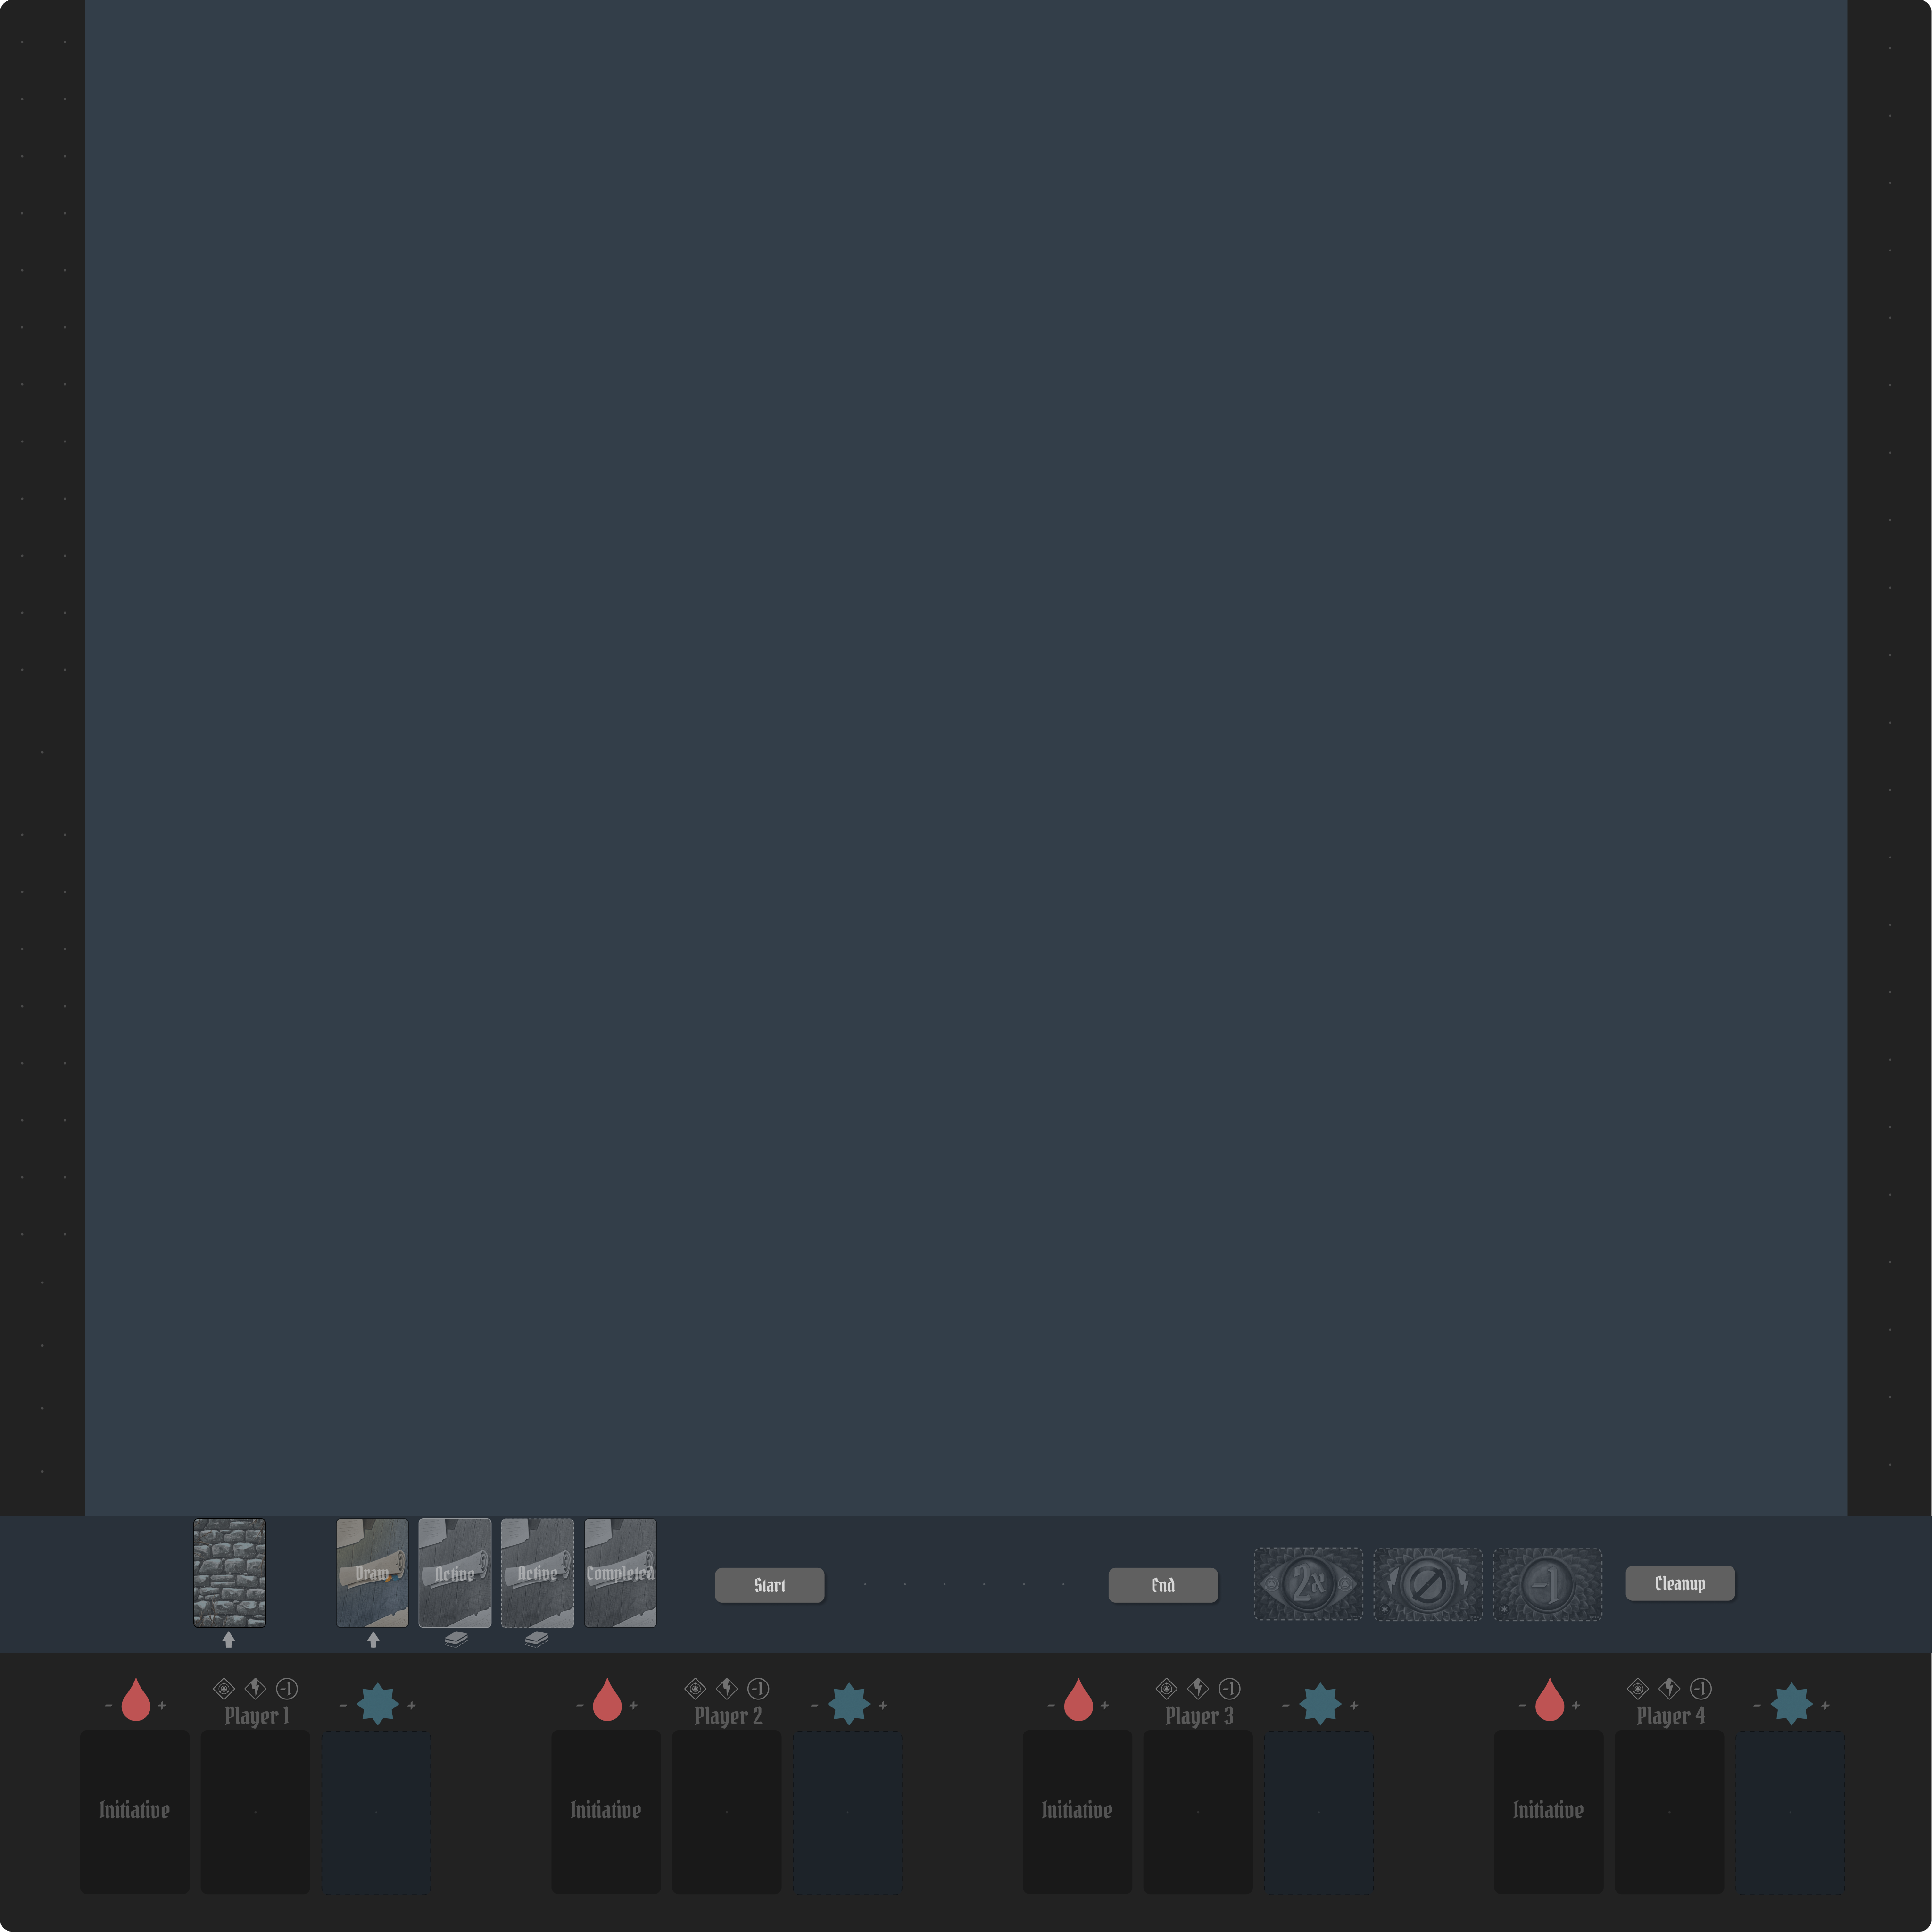 Draw
Active
Active
Completed
Start
End
2x
-1
Cleanup
- + -1 - +
Player 1
- + -1 - +
Player 2
- + -1 - +
Player 3
- + -1 - +
Player 4
Initiative
Initiative
Initiative
Initiative